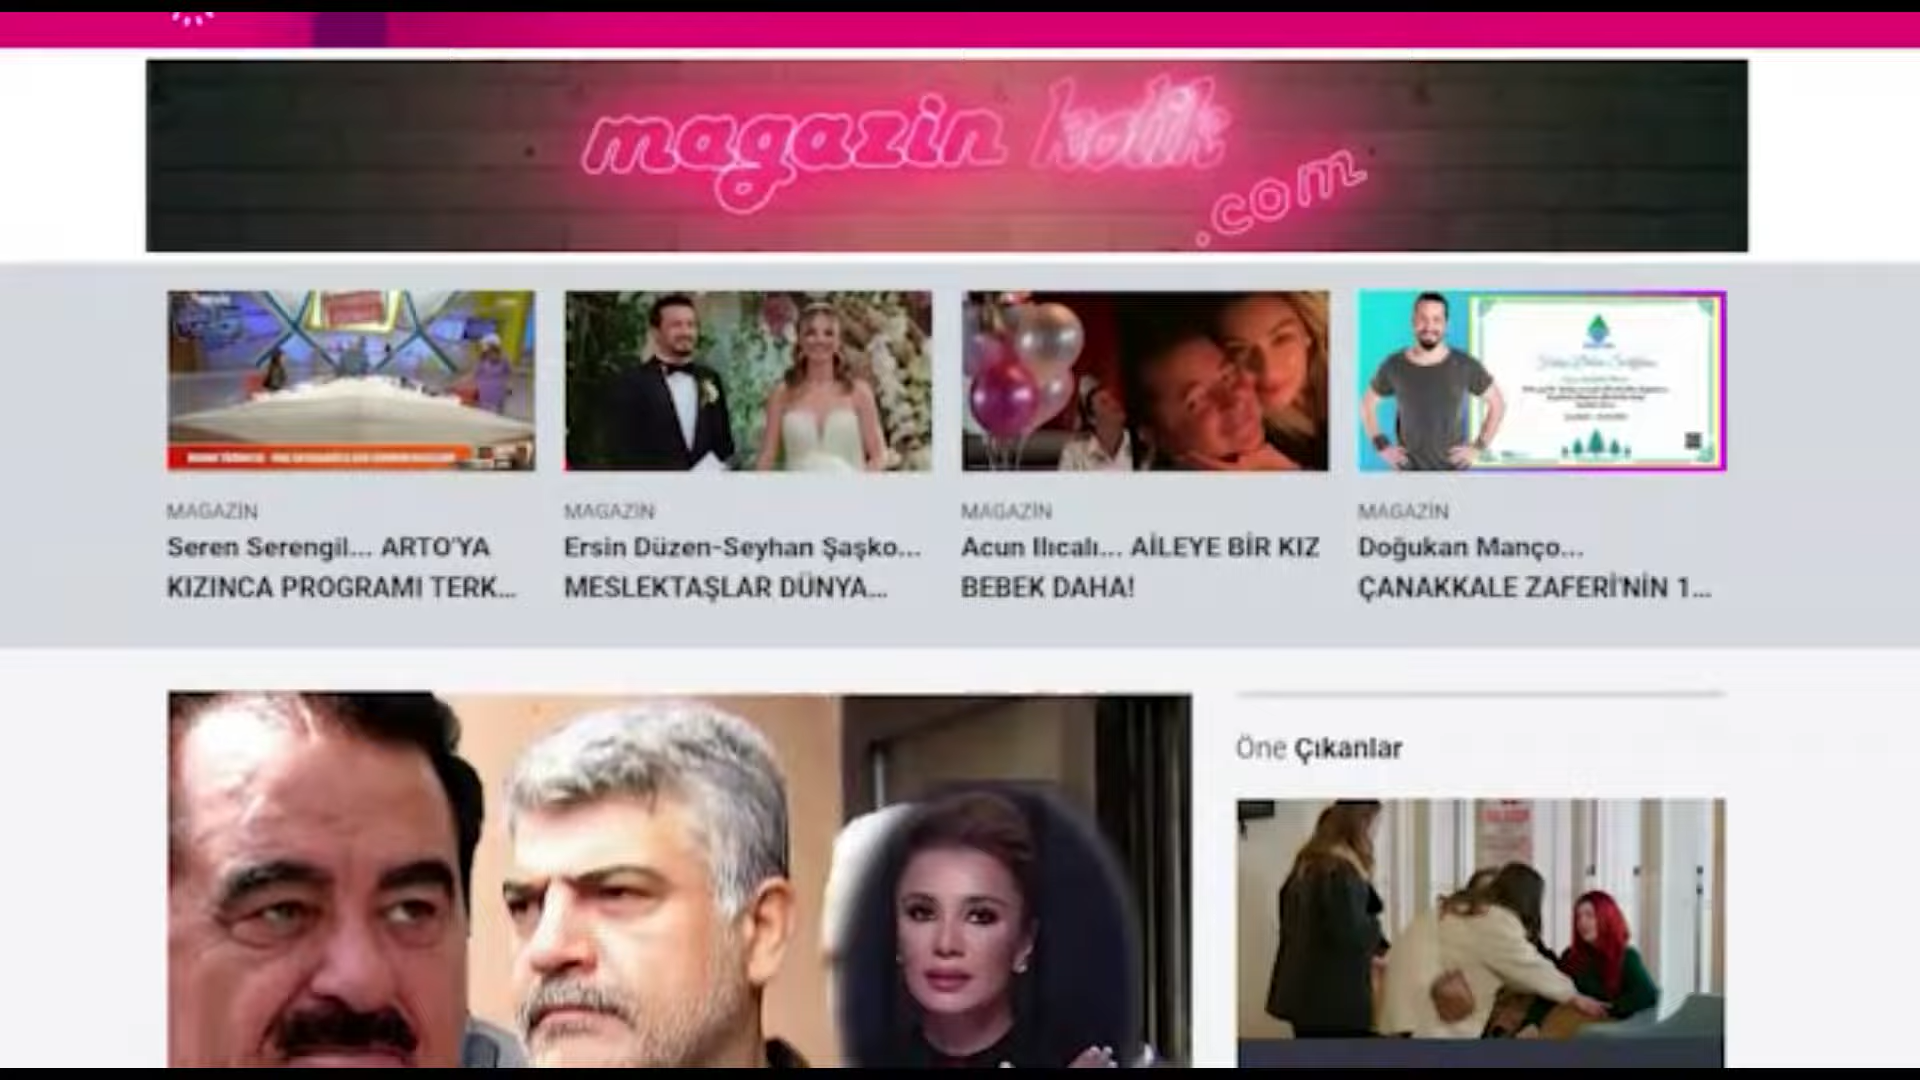 magazin kolik
.com
MAGAZİN
Seren Serengil... ARTO'YA
KIZINCA PROGRAMI TERK...
MAGAZİN
Ersin Düzen-Seyhan Şaşko...
MESLEKTAŞLAR DÜNYA...
MAGAZİN
Acun Ilıcalı... AİLEYE BİR KIZ
BEBEK DAHA!
MAGAZİN
Doğukan Manço...
ÇANAKKALE ZAFERİ'NİN 1...
Öne Çıkanlar